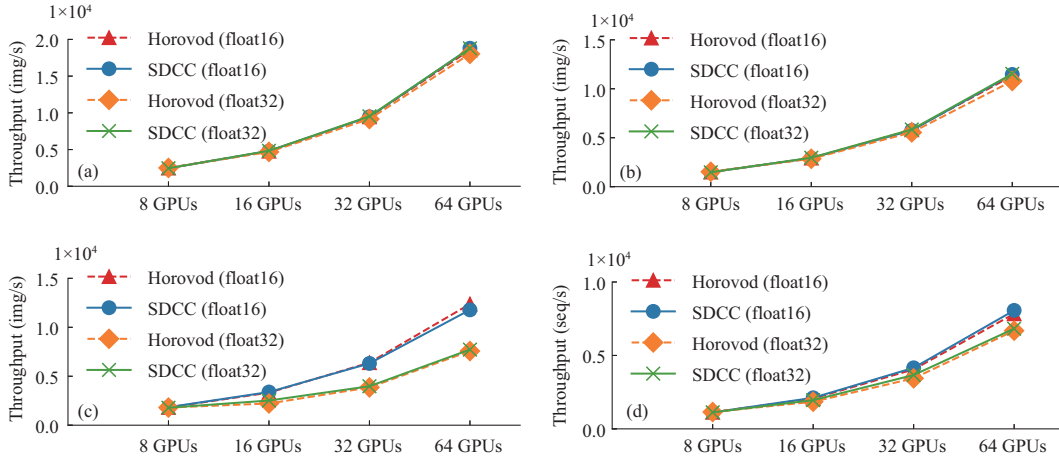 1×10⁴
2.0
1.5
1.0
0.5
0.0
Throughput (img/s)
Horovod (float16)
SDCC (float16)
Horovod (float32)
SDCC (float32)
(a)
8 GPUs 16 GPUs 32 GPUs 64 GPUs
1×10⁴
1.5
1.0
0.5
0.0
Throughput (img/s)
Horovod (float16)
SDCC (float16)
Horovod (float32)
SDCC (float32)
(b)
8 GPUs 16 GPUs 32 GPUs 64 GPUs
1×10⁴
1.5
1.0
0.5
0.0
Throughput (img/s)
Horovod (float16)
SDCC (float16)
Horovod (float32)
SDCC (float32)
(c)
8 GPUs 16 GPUs 32 GPUs 64 GPUs
1×10⁴
1.0
0.5
0.0
Throughput (seq/s)
Horovod (float16)
SDCC (float16)
Horovod (float32)
SDCC (float32)
(d)
8 GPUs 16 GPUs 32 GPUs 64 GPUs